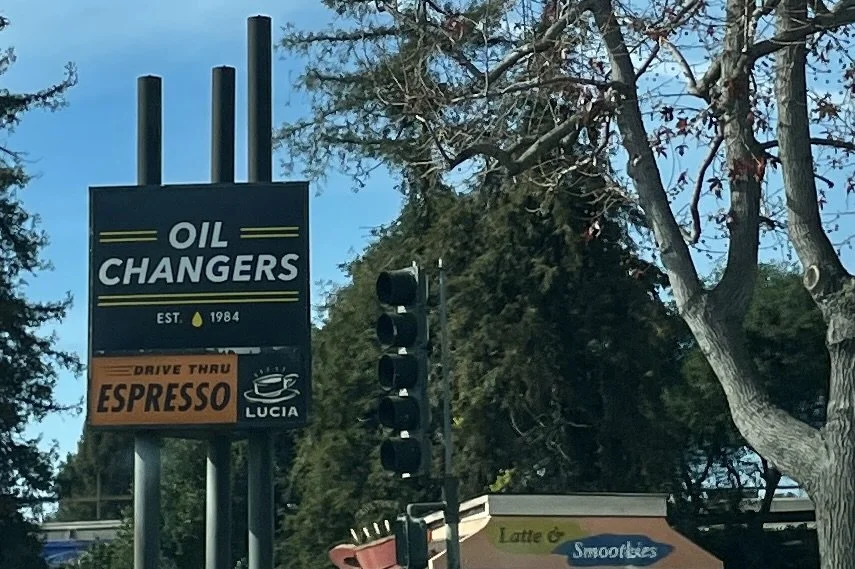 OIL
CHANGERS
EST. 1984
DRIVE THRU
ESPRESSO
LUCIA
Latte &
Smoothies